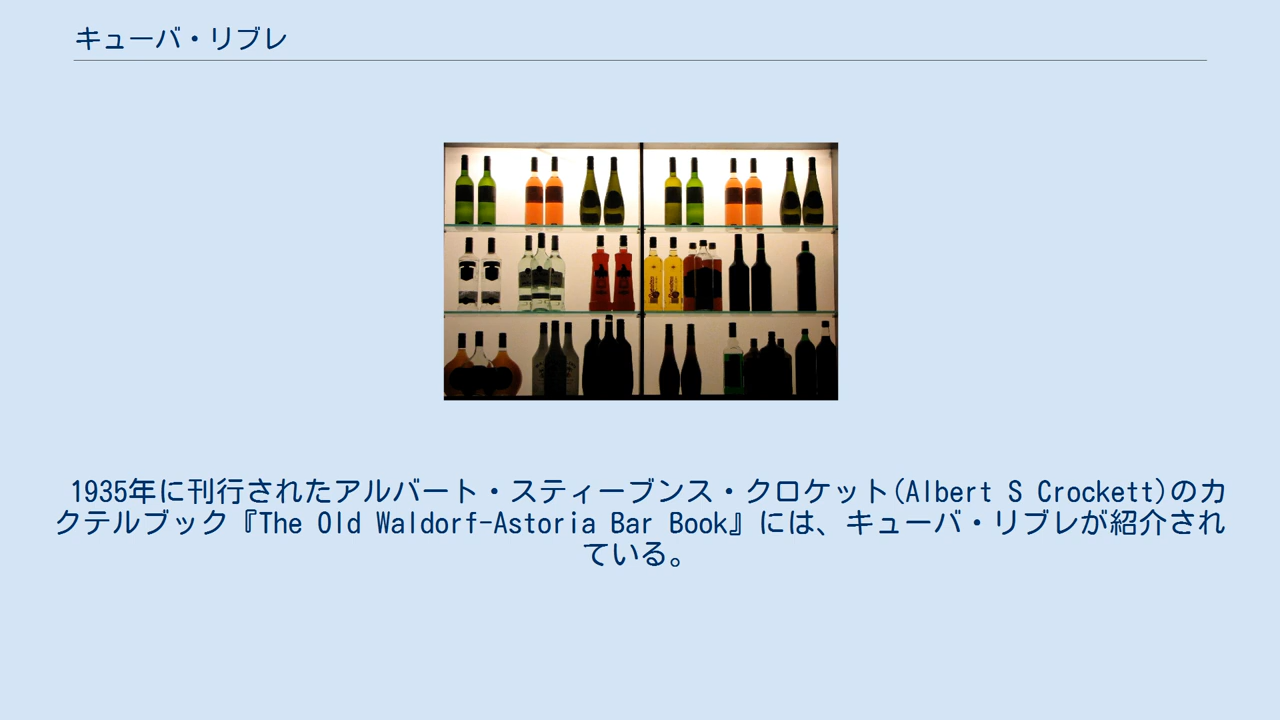 キューバ・リブレ
1935年に刊行されたアルバート・スティーブンス・クロケット(Albert S Crockett)のカ
クテルブック『The Old Waldorf-Astoria Bar Book』には、キューバ・リブレが紹介され
ている。